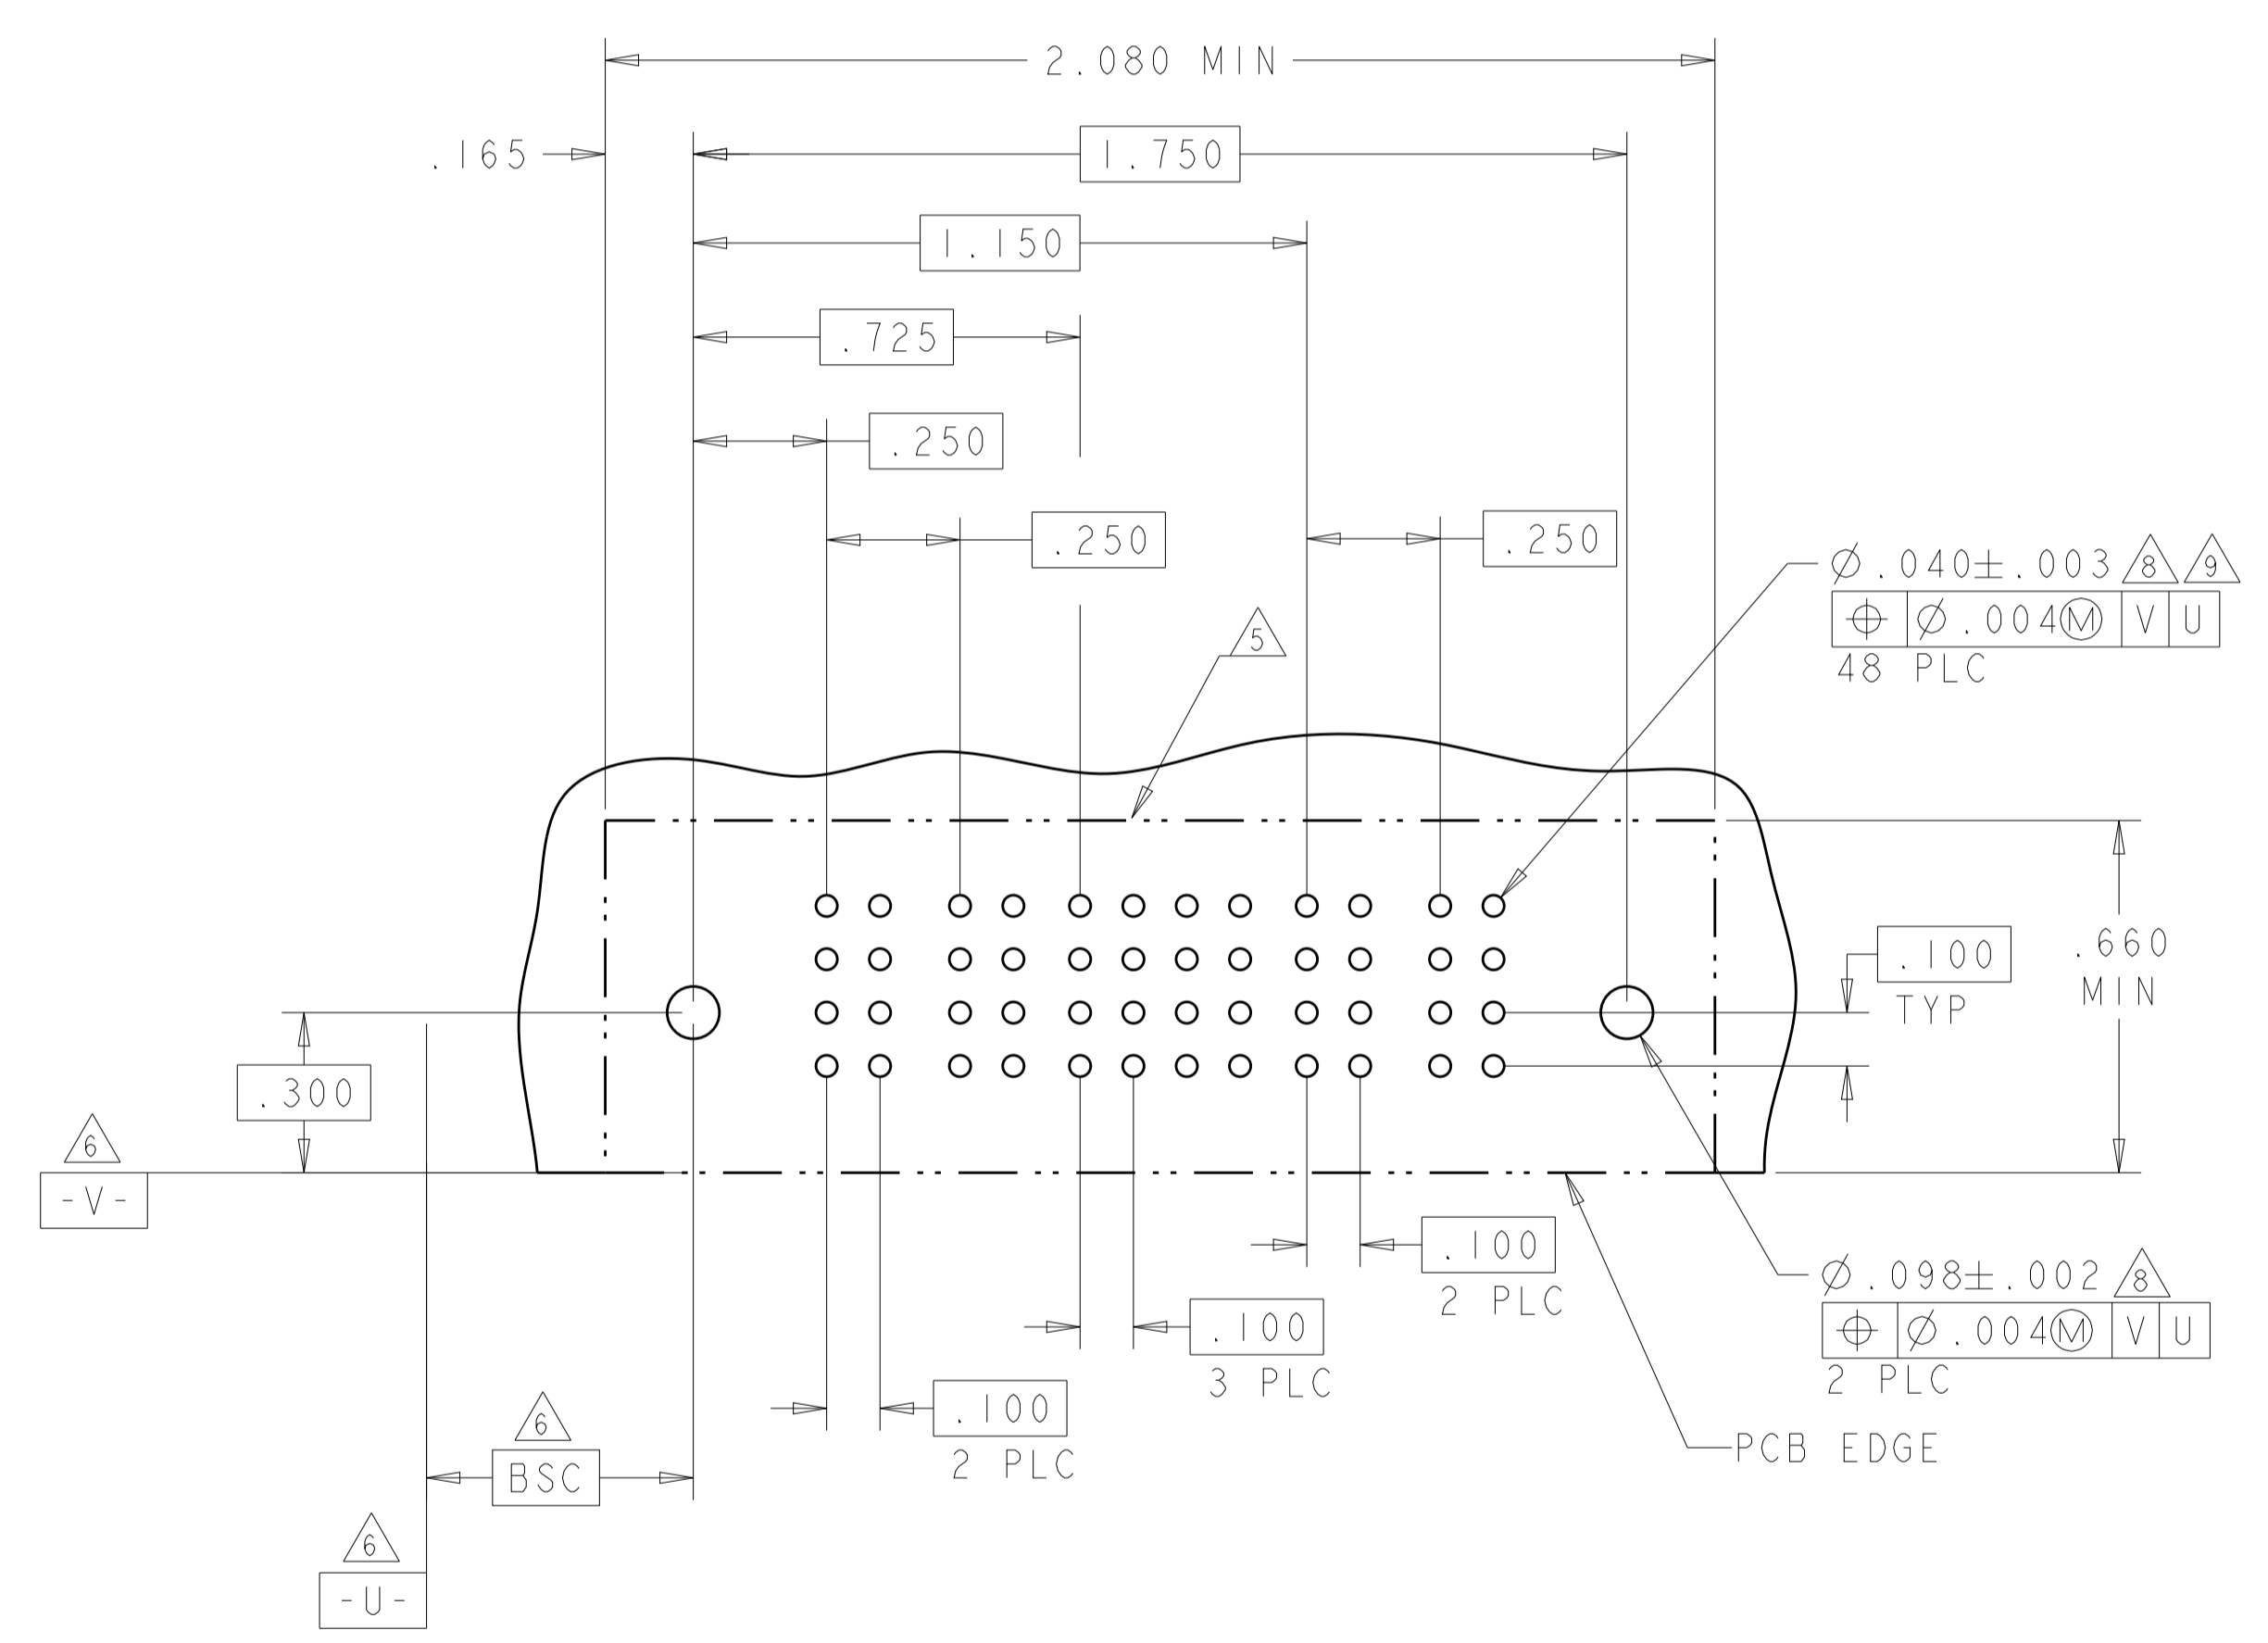 2.080 MIN
.165
1.750
1.150
.725
.250
.250
.250
⌀.040±.003 8 9
⌖ ⌀.004Ⓜ V U
48 PLC
5
.100
TYP
.660
MIN
.300
6
-V-
.100
2 PLC
⌀.098±.002 8
⌖ ⌀.004Ⓜ V U
2 PLC
.100
3 PLC
.100
2 PLC
PCB EDGE
6
BSC
6
-U-